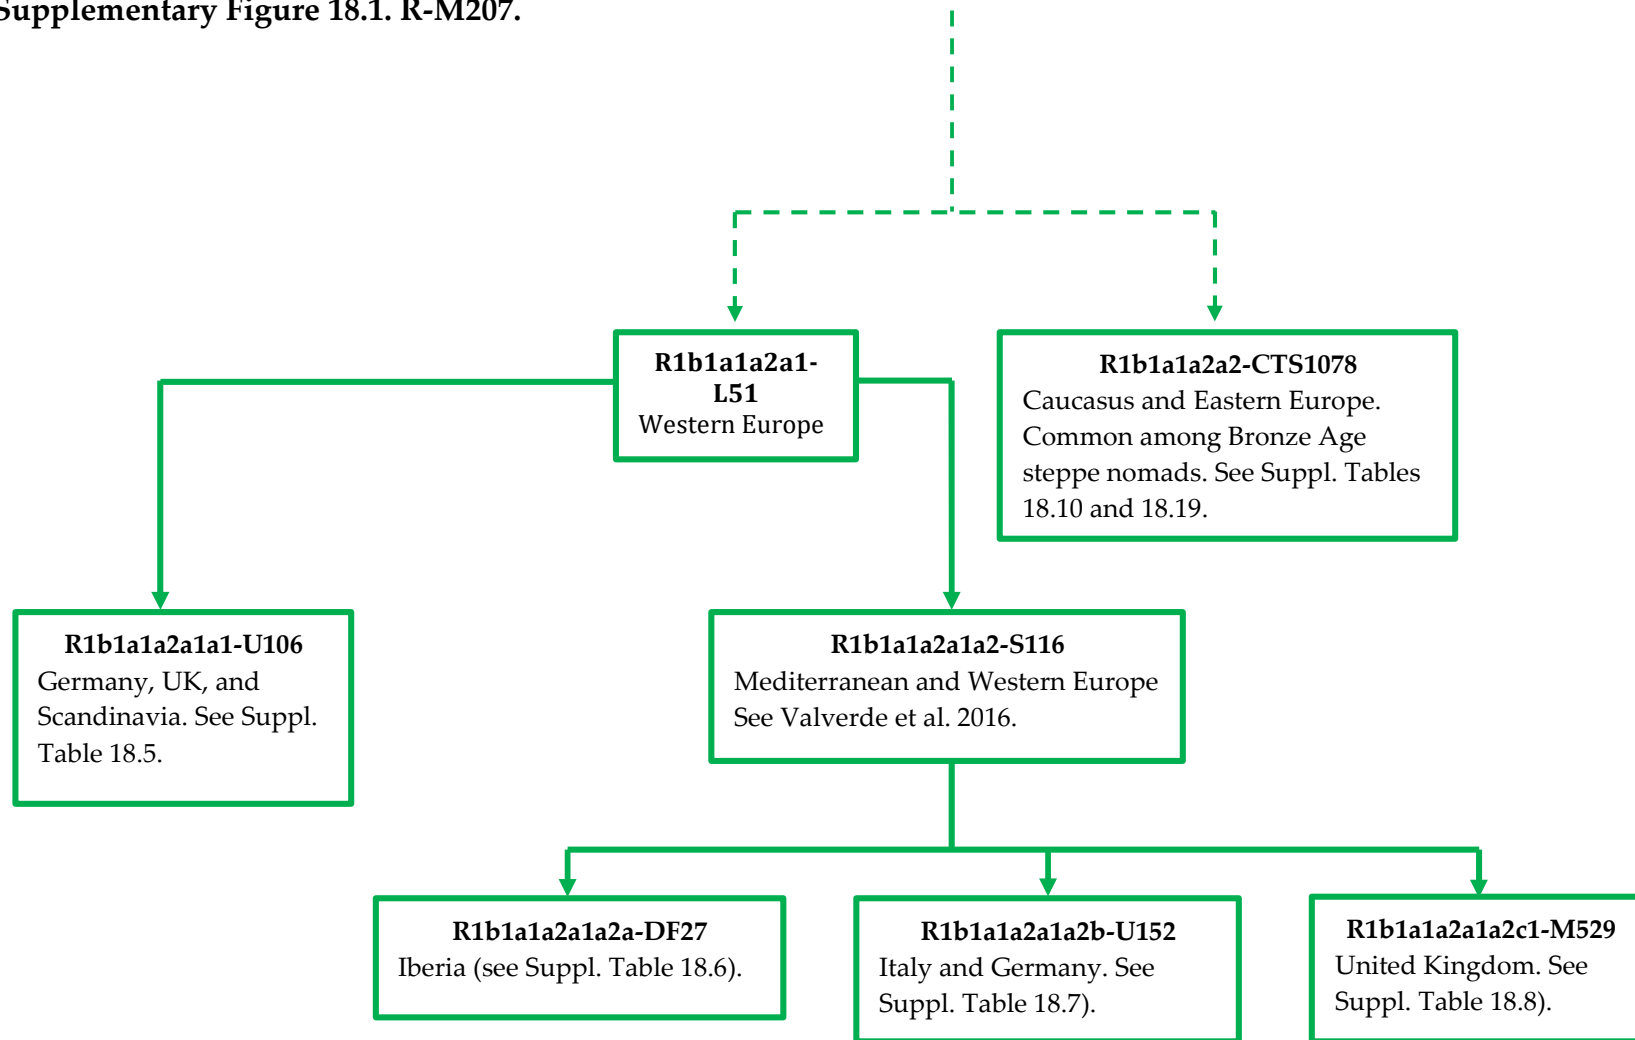 Supplementary Figure 18.1. R-M207.
R1b1a1a2a1-
L51
Western Europe
R1b1a1a2a2-CTS1078
Caucasus and Eastern Europe.
Common among Bronze Age
steppe nomads. See Suppl. Tables
18.10 and 18.19.
R1b1a1a2a1a1-U106
Germany, UK, and
Scandinavia. See Suppl.
Table 18.5.
R1b1a1a2a1a2-S116
Mediterranean and Western Europe
See Valverde et al. 2016.
R1b1a1a2a1a2a-DF27
Iberia (see Suppl. Table 18.6).
R1b1a1a2a1a2b-U152
Italy and Germany. See
Suppl. Table 18.7).
R1b1a1a2a1a2c1-M529
United Kingdom. See
Suppl. Table 18.8).